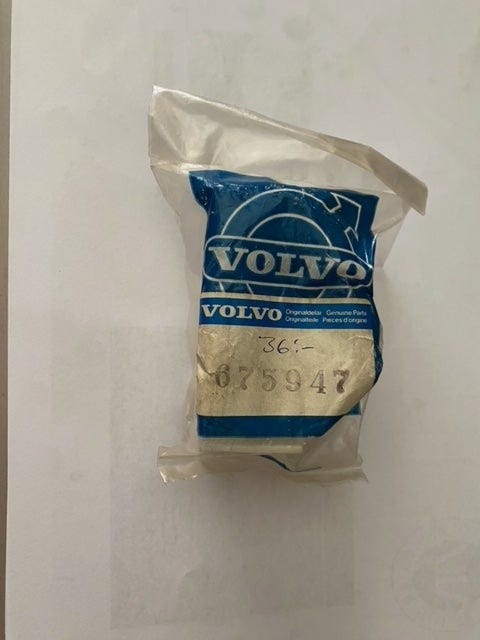 VOLVO
VOLVO Originaldelar Genuine Parts
Originalteile Pièces d'origine
36:-
675947